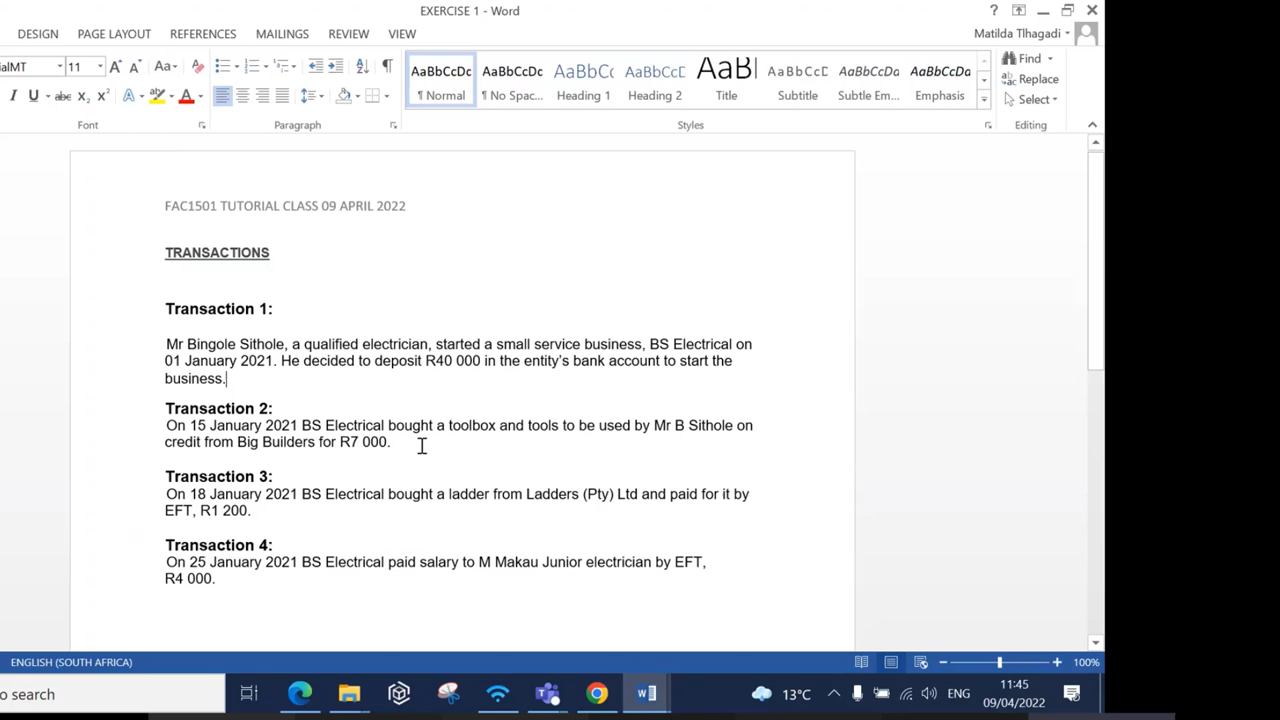 EXERCISE 1 - Word
DESIGN PAGE LAYOUT REFERENCES MAILINGS REVIEW VIEW
Matilda Tlhagadi
ialMT 11 Aa
AaBbCcDc AaBbCcDc AaBbCc AaBbCcC AaBl AaBbCcD AaBbCcDa AaBbCcDa
¶ Normal ¶ No Spac... Heading 1 Heading 2 Title Subtitle Subtle Em... Emphasis
Find
Replace
Select
Font Paragraph Styles Editing
FAC1501 TUTORIAL CLASS 09 APRIL 2022
TRANSACTIONS
Transaction 1:
Mr Bingole Sithole, a qualified electrician, started a small service business, BS Electrical on
01 January 2021. He decided to deposit R40 000 in the entity's bank account to start the
business.
Transaction 2:
On 15 January 2021 BS Electrical bought a toolbox and tools to be used by Mr B Sithole on
credit from Big Builders for R7 000.
Transaction 3:
On 18 January 2021 BS Electrical bought a ladder from Ladders (Pty) Ltd and paid for it by
EFT, R1 200.
Transaction 4:
On 25 January 2021 BS Electrical paid salary to M Makau Junior electrician by EFT,
R4 000.
ENGLISH (SOUTH AFRICA) 100%
o search
13°C ENG
11:45
09/04/2022